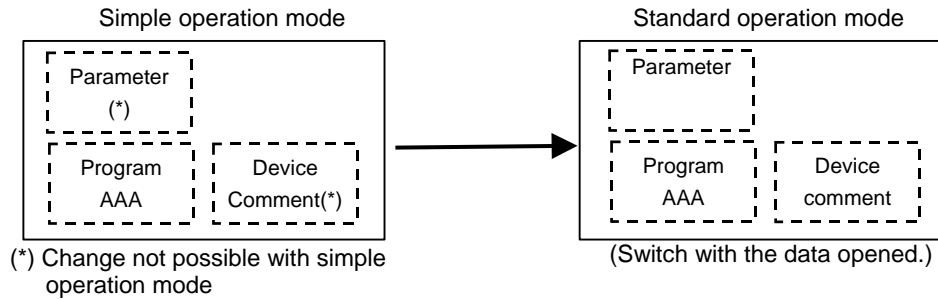 Simple operation mode
Parameter
(*)
Program
AAA
Device
Comment(*)
(*) Change not possible with simple
operation mode
Standard operation mode
Parameter
Program
AAA
Device
comment
(Switch with the data opened.)